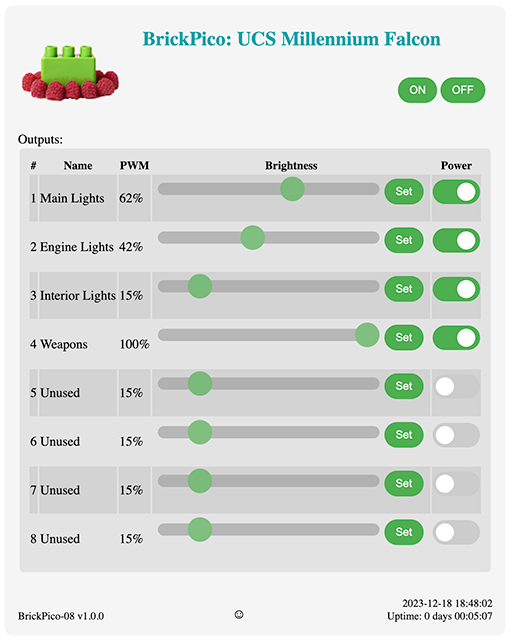 BrickPico: UCS Millennium Falcon
ON OFF
Outputs:
# Name PWM Brightness Power
1 Main Lights 62% Set
2 Engine Lights 42% Set
3 Interior Lights 15% Set
4 Weapons 100% Set
5 Unused 15% Set
6 Unused 15% Set
7 Unused 15% Set
8 Unused 15% Set
2023-12-18 18:48:02
BrickPico-08 v1.0.0 ☺ Uptime: 0 days 00:05:07